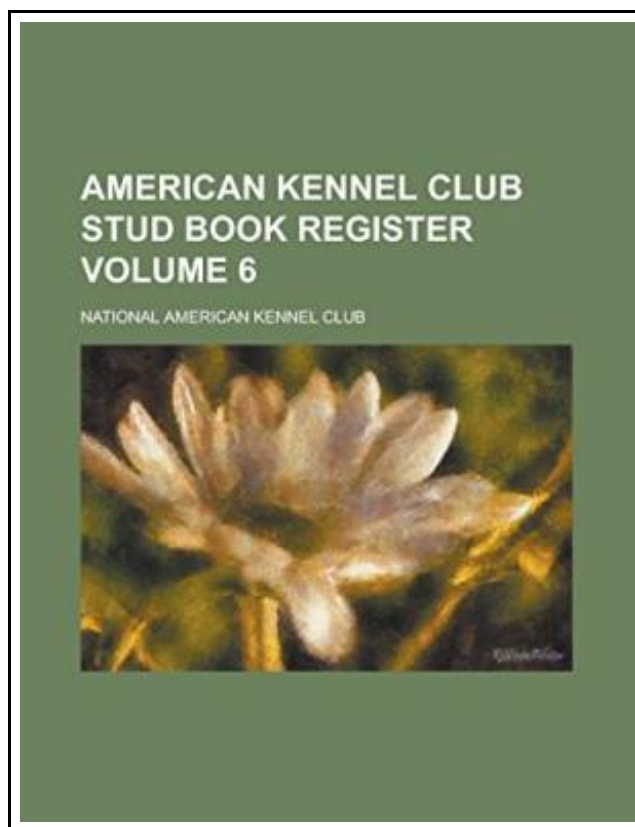 AMERICAN KENNEL CLUB
STUD BOOK REGISTER
VOLUME 6
NATIONAL AMERICAN KENNEL CLUB